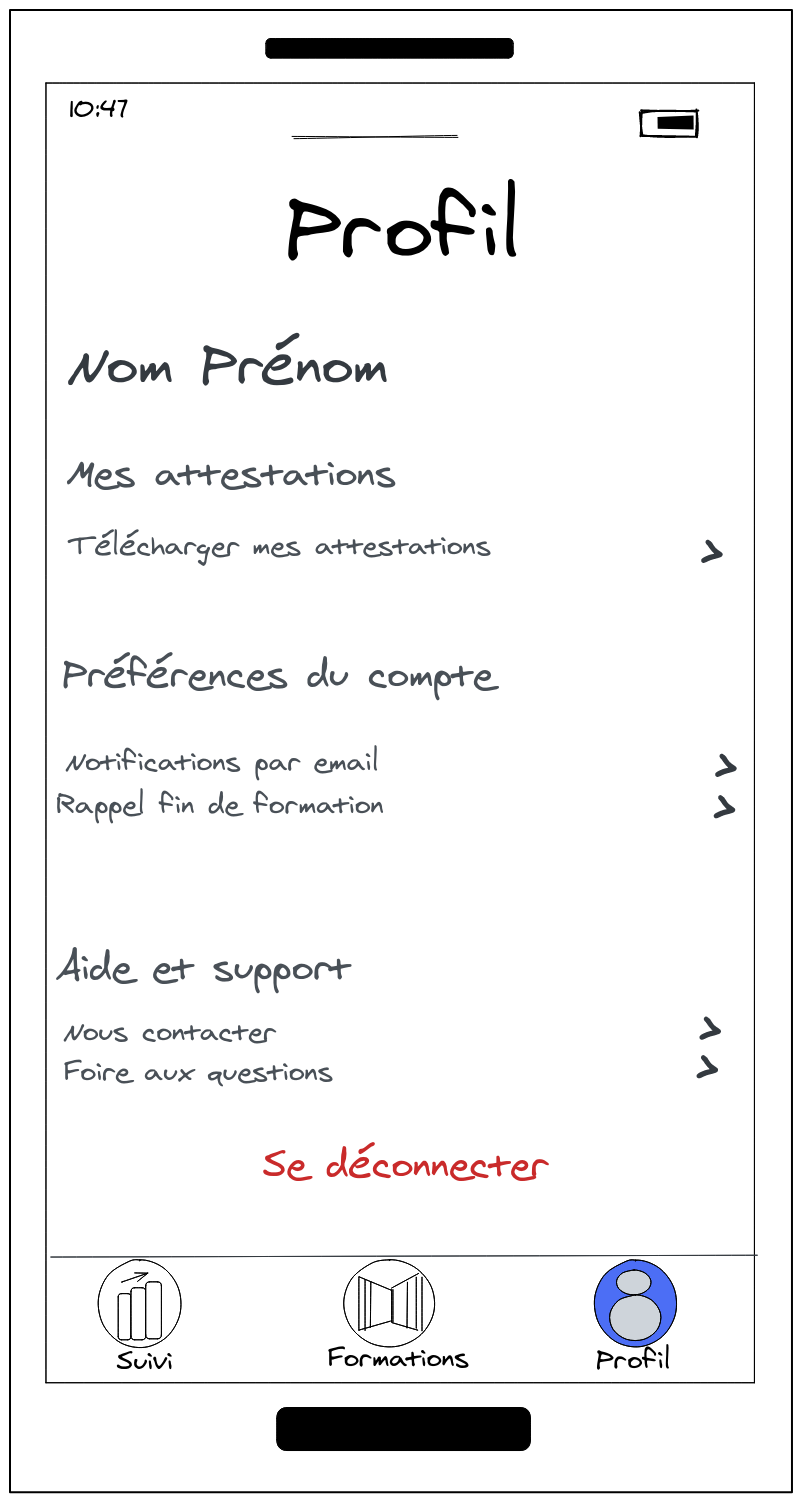 10:47
Profil
Nom Prénom
Mes attestations
Télécharger mes attestations
Préférences du compte
Notifications par email
Rappel fin de formation
Aide et support
Nous contacter
Foire aux questions
Se déconnecter
Suivi
Formations
Profil